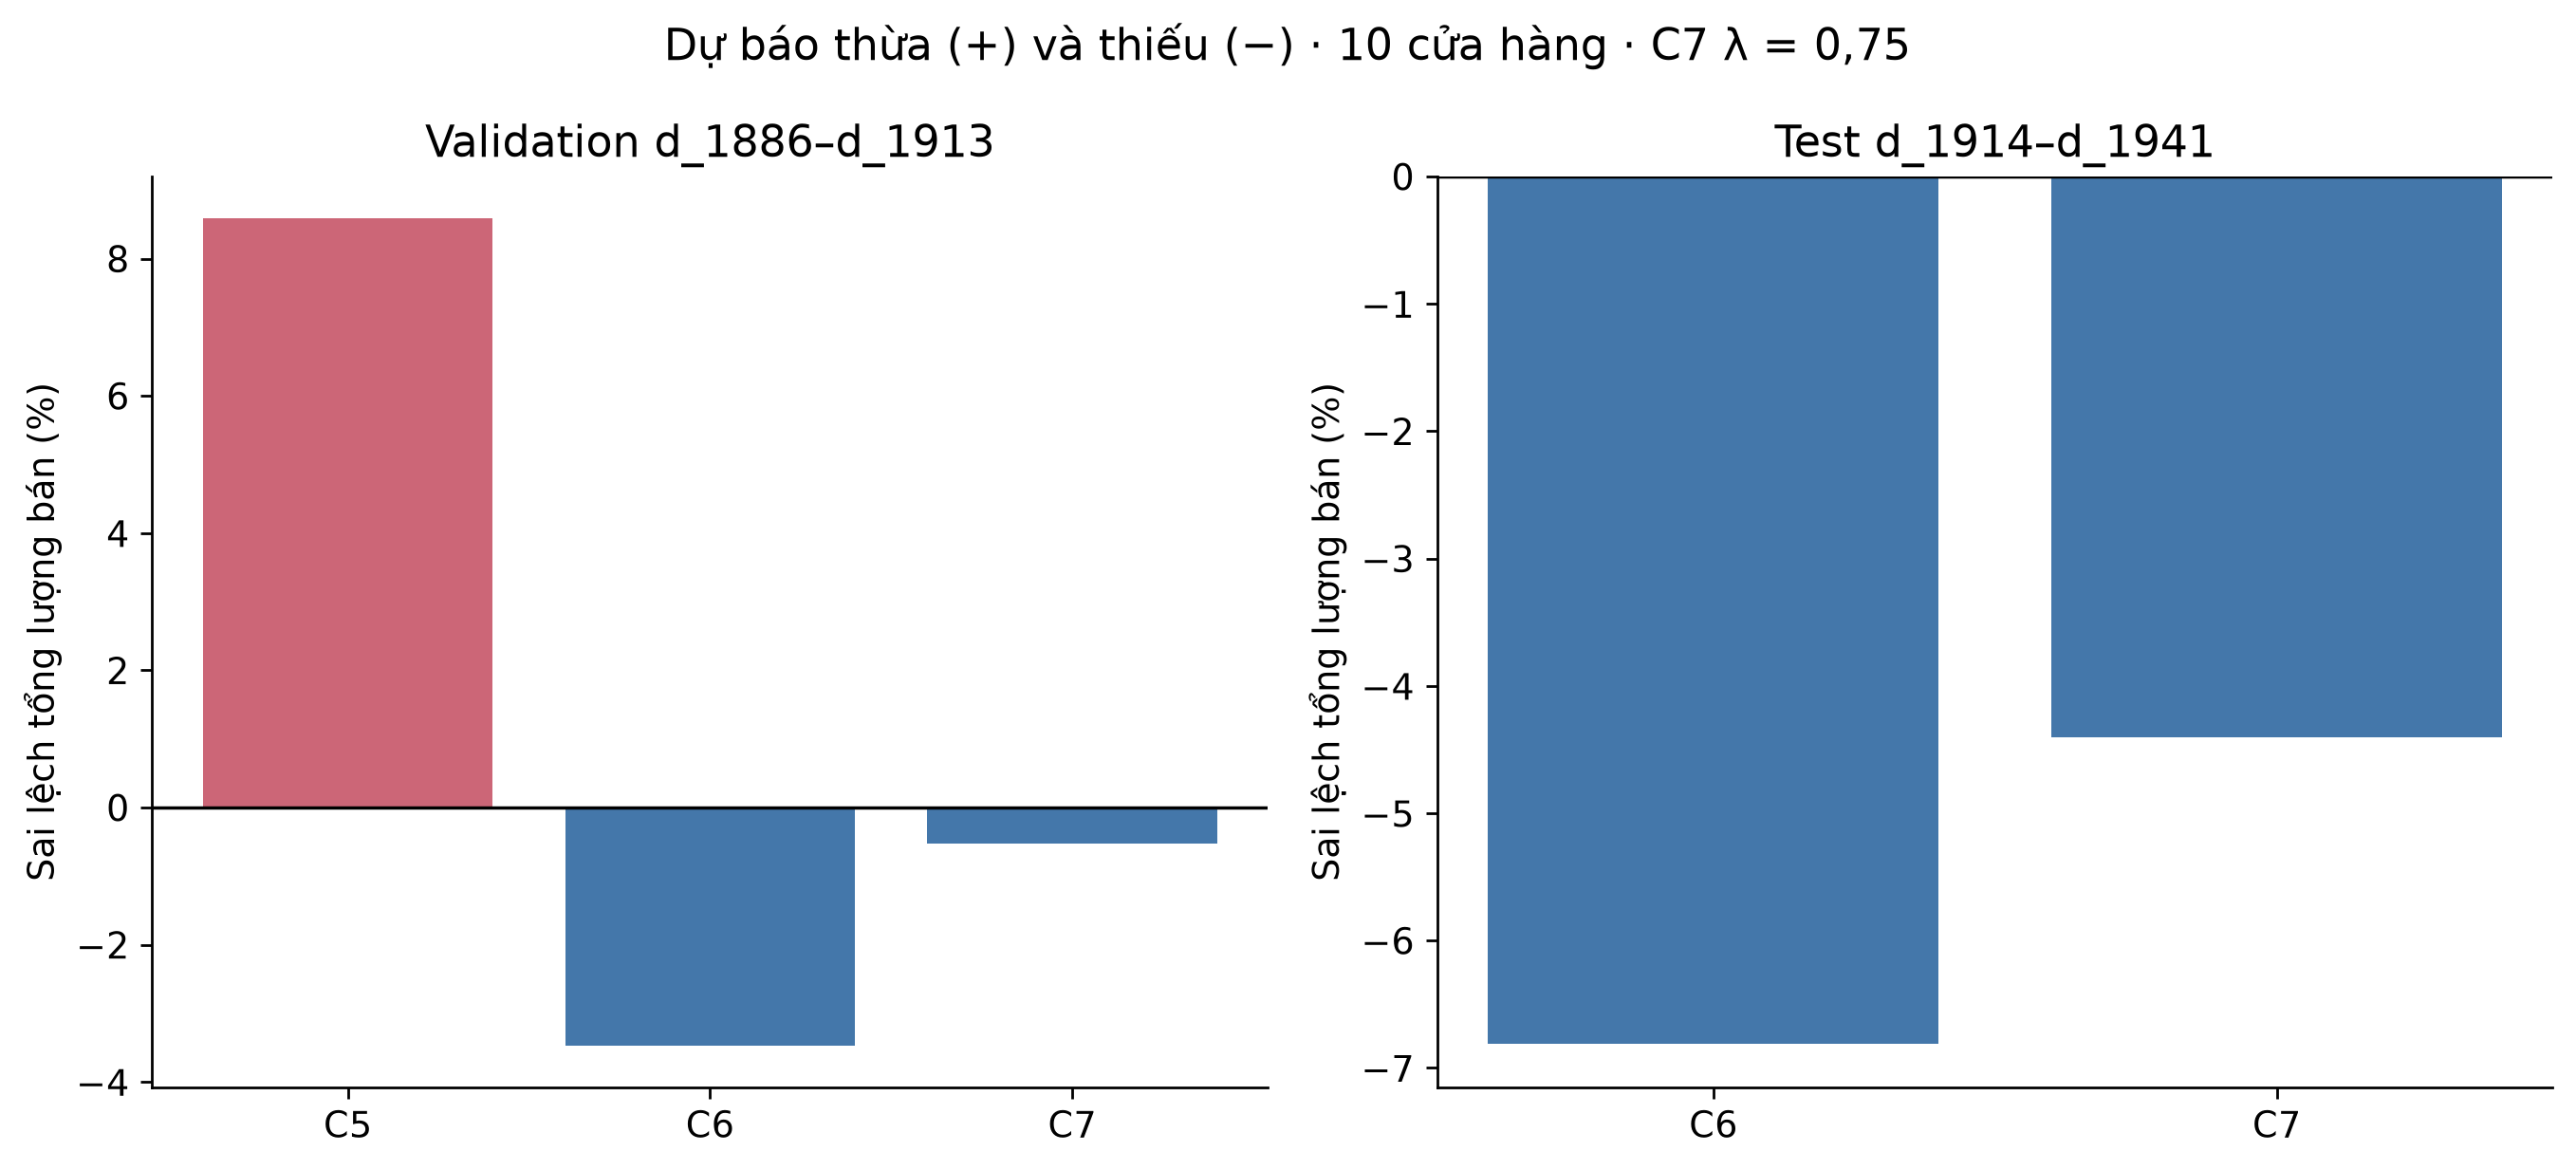 Dự báo thừa (+) và thiếu (−) · 10 cửa hàng · C7 λ = 0,75
Validation d_1886–d_1913
Sai lệch tổng lượng bán (%)
8
6
4
2
0
−2
−4
C5 C6 C7
Test d_1914–d_1941
Sai lệch tổng lượng bán (%)
0
−1
−2
−3
−4
−5
−6
−7
C6 C7